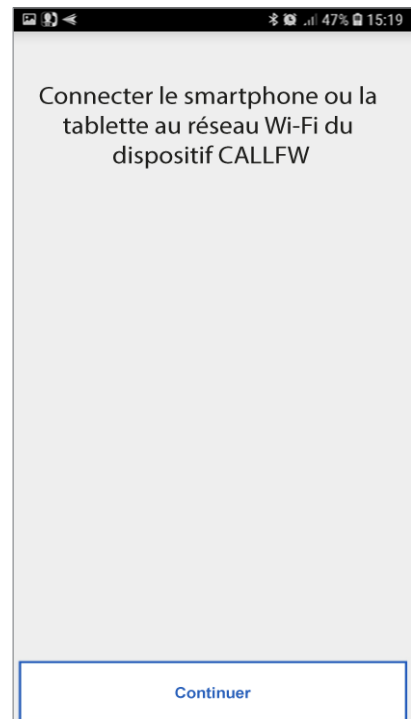 47% 15:19
Connecter le smartphone ou la
tablette au réseau Wi-Fi du
dispositif CALLFW
Continuer